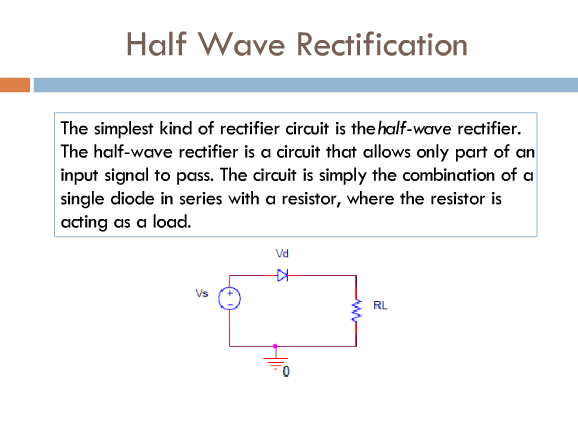 Half Wave Rectification
The simplest kind of rectifier circuit is the half-wave rectifier.
The half-wave rectifier is a circuit that allows only part of an
input signal to pass. The circuit is simply the combination of a
single diode in series with a resistor, where the resistor is
acting as a load.
Vd
Vs
+
-
RL
0